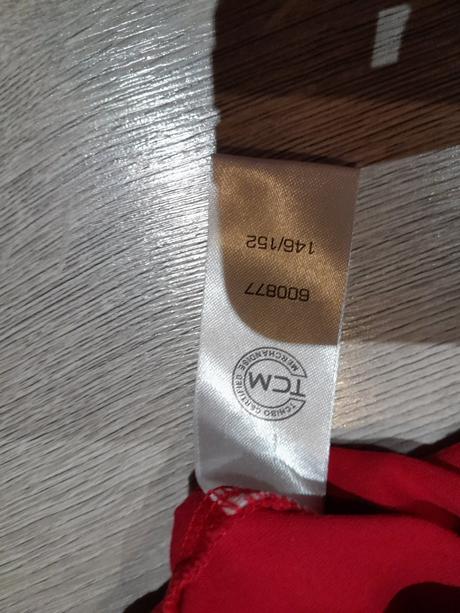 TCM
TCHIBO CERTIFIED MERCHANDISE
600877
146/152